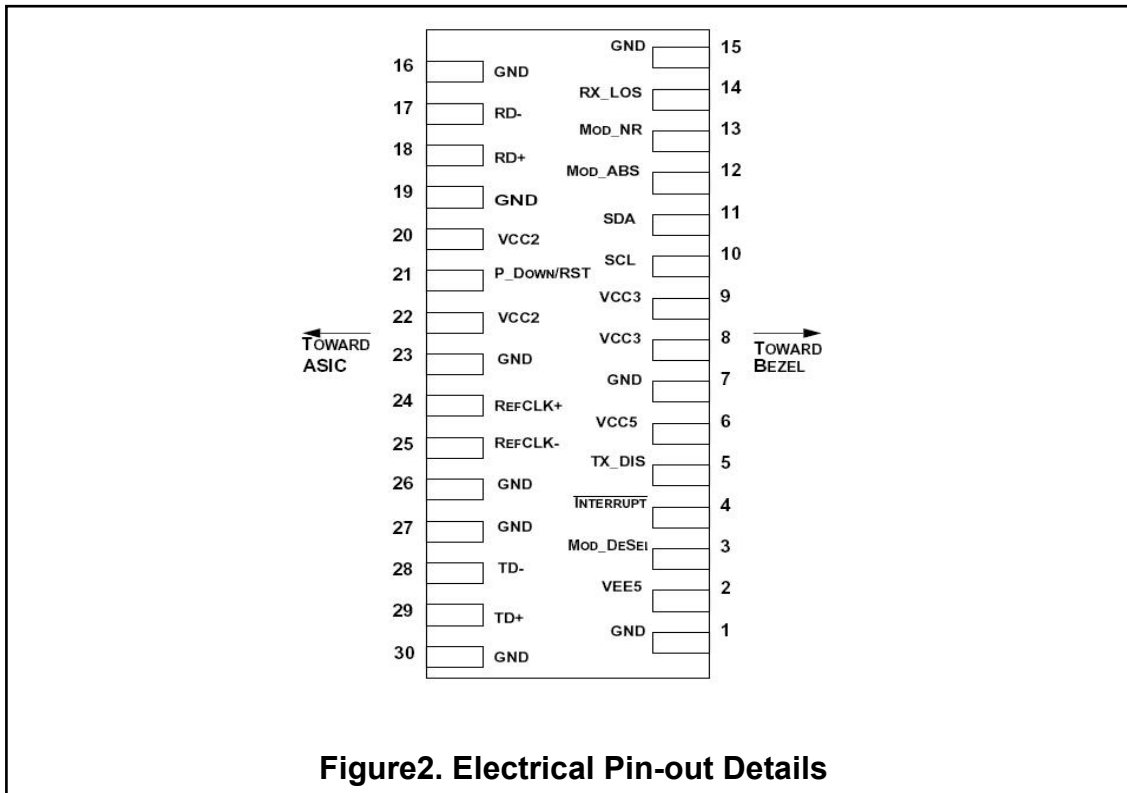 16 GND
17 RD-
18 RD+
19 GND
20 VCC2
21 P_DOWN/RST
22 VCC2
23 GND
24 REFCLK+
25 REFCLK-
26 GND
27 GND
28 TD-
29 TD+
30 GND
GND 15
RX_LOS 14
MOD_NR 13
MOD_ABS 12
SDA 11
SCL 10
VCC3 9
VCC3 8
GND 7
VCC5 6
TX_DIS 5
INTERRUPT 4
MOD_DESEl 3
VEE5 2
GND 1
TOWARD
ASIC
TOWARD
BEZEL
Figure2. Electrical Pin-out Details